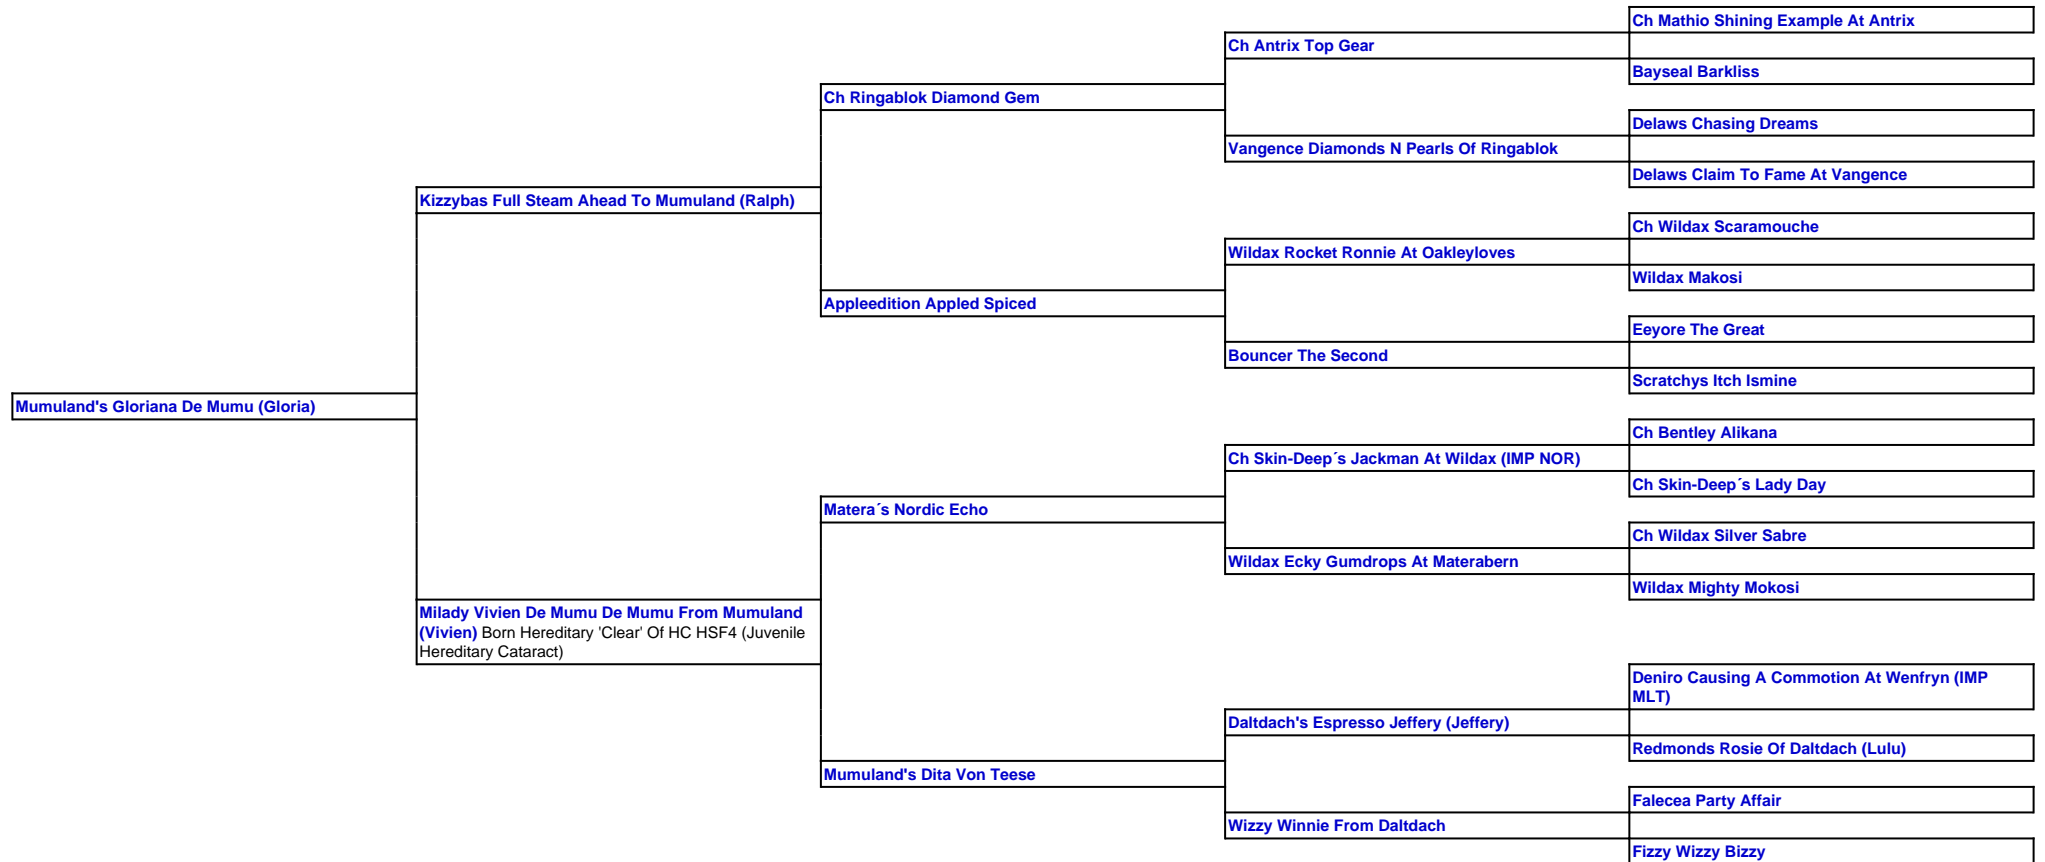 Ch Mathio Shining Example At Antrix
Ch Antrix Top Gear
Bayseal Barkliss
Ch Ringablok Diamond Gem
Delaws Chasing Dreams
Vangence Diamonds N Pearls Of Ringablok
Delaws Claim To Fame At Vangence
Kizzybas Full Steam Ahead To Mumuland (Ralph)
Ch Wildax Scaramouche
Wildax Rocket Ronnie At Oakleyloves
Wildax Makosi
Appleedition Appled Spiced
Eeyore The Great
Bouncer The Second
Scratchys Itch Ismine
Mumuland's Gloriana De Mumu (Gloria)
Ch Bentley Alikana
Ch Skin-Deep´s Jackman At Wildax (IMP NOR)
Ch Skin-Deep´s Lady Day
Matera´s Nordic Echo
Ch Wildax Silver Sabre
Wildax Ecky Gumdrops At Materabern
Wildax Mighty Mokosi
Milady Vivien De Mumu De Mumu From Mumuland
(Vivien) Born Hereditary 'Clear' Of HC HSF4 (Juvenile
Hereditary Cataract)
Deniro Causing A Commotion At Wenfryn (IMP
MLT)
Daltdach's Espresso Jeffery (Jeffery)
Redmonds Rosie Of Daltdach (Lulu)
Mumuland's Dita Von Teese
Falecea Party Affair
Wizzy Winnie From Daltdach
Fizzy Wizzy Bizzy